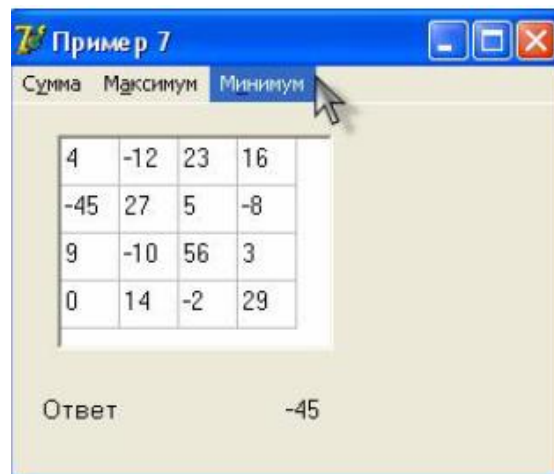 Пример 7
Сумма Максимум Минимум
4 -12 23 16
-45 27 5 -8
9 -10 56 3
0 14 -2 29
Ответ -45